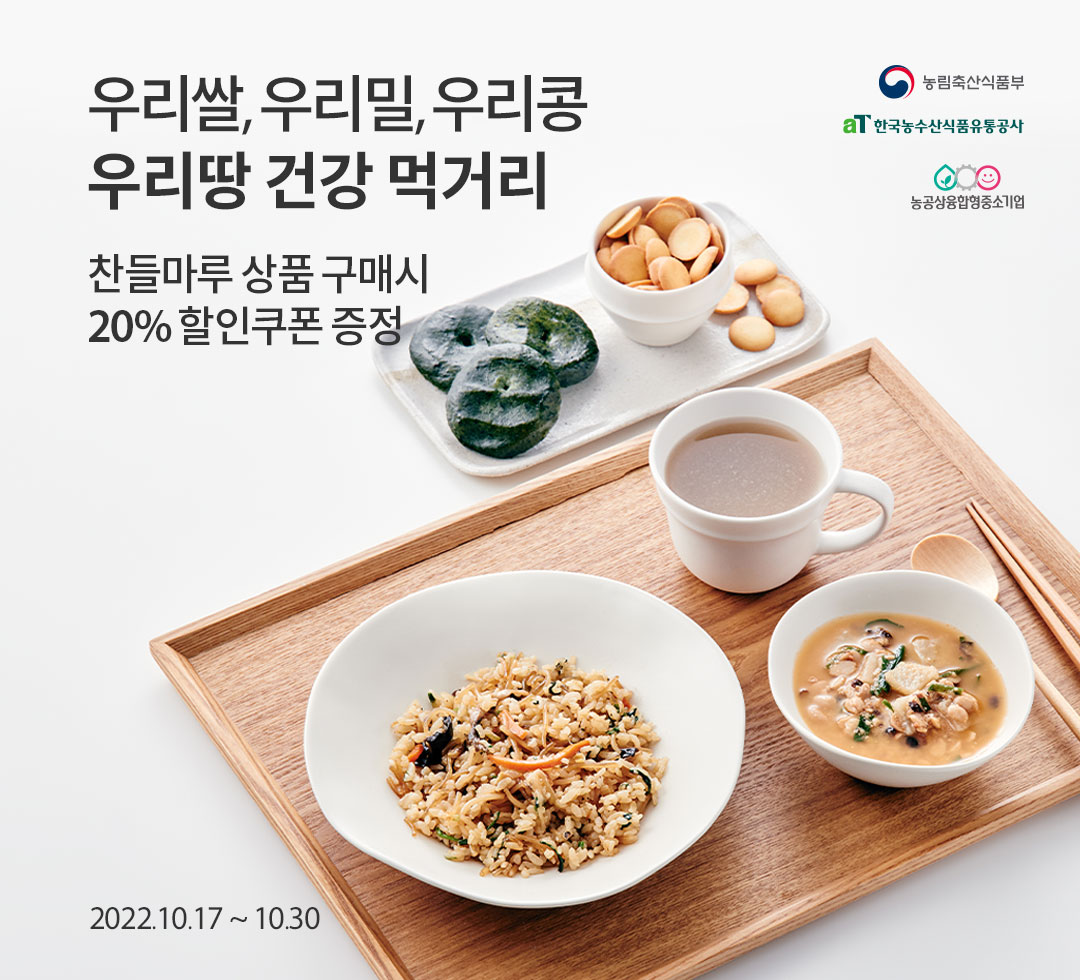 우리쌀, 우리밀, 우리콩
우리땅 건강 먹거리
찬들마루 상품 구매시
20% 할인쿠폰 증정
농림축산식품부
aT 한국농수산식품유통공사
농공상융합형중소기업
2022.10.17 ~ 10.30